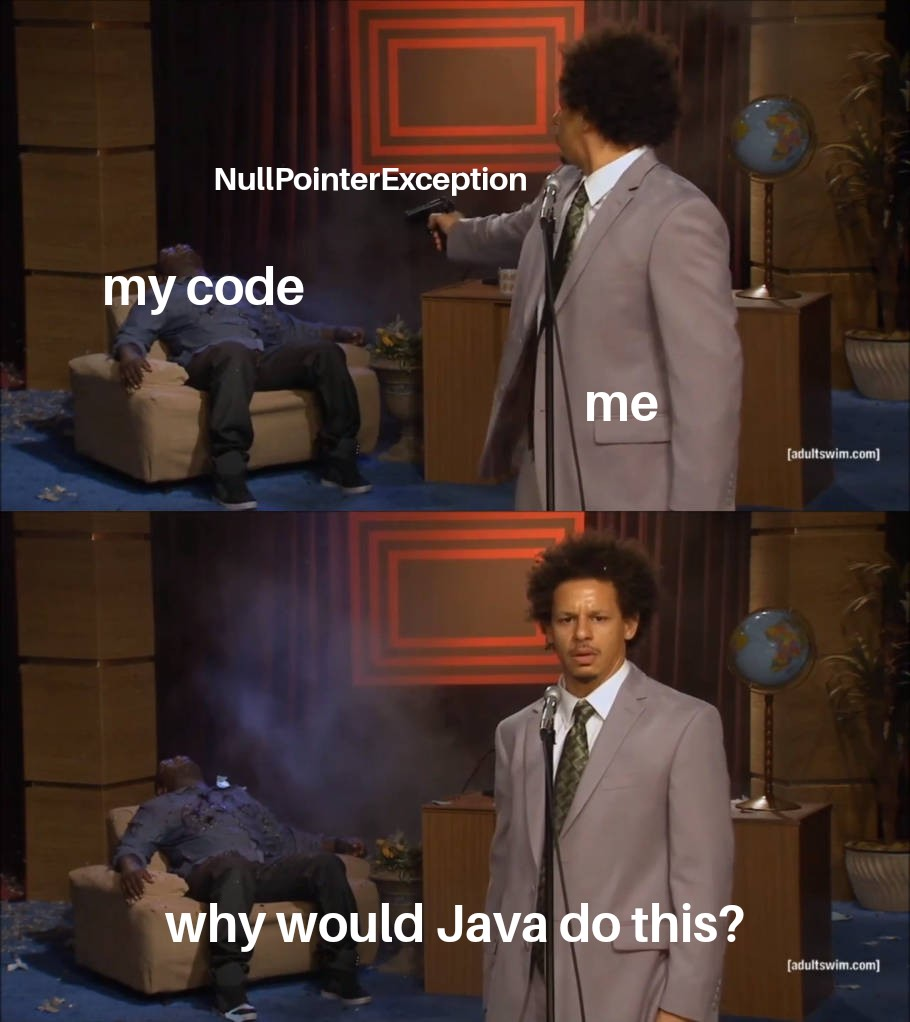 NullPointerException
my code
me
[adultswim.com]
why would Java do this?
[adultswim.com]